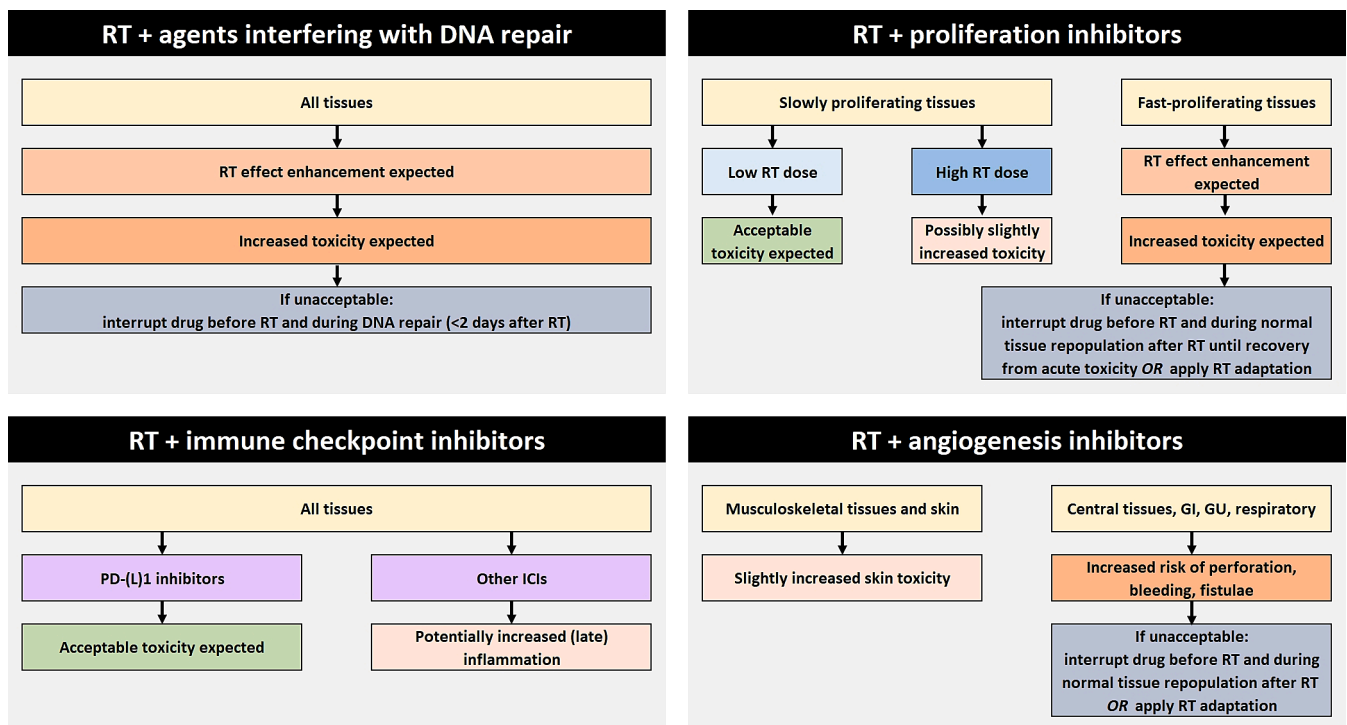 RT + agents interfering with DNA repair
All tissues
RT effect enhancement expected
Increased toxicity expected
If unacceptable:
interrupt drug before RT and during DNA repair (<2 days after RT)
RT + proliferation inhibitors
Slowly proliferating tissues
Fast-proliferating tissues
Low RT dose
High RT dose
RT effect enhancement
expected
Acceptable
toxicity expected
Possibly slightly
increased toxicity
Increased toxicity expected
If unacceptable:
interrupt drug before RT and during normal
tissue repopulation after RT until recovery
from acute toxicity OR apply RT adaptation
RT + immune checkpoint inhibitors
All tissues
PD-(L)1 inhibitors
Other ICIs
Acceptable toxicity expected
Potentially increased (late)
inflammation
RT + angiogenesis inhibitors
Musculoskeletal tissues and skin
Central tissues, GI, GU, respiratory
Slightly increased skin toxicity
Increased risk of perforation,
bleeding, fistulae
If unacceptable:
interrupt drug before RT and during
normal tissue repopulation after RT
OR apply RT adaptation